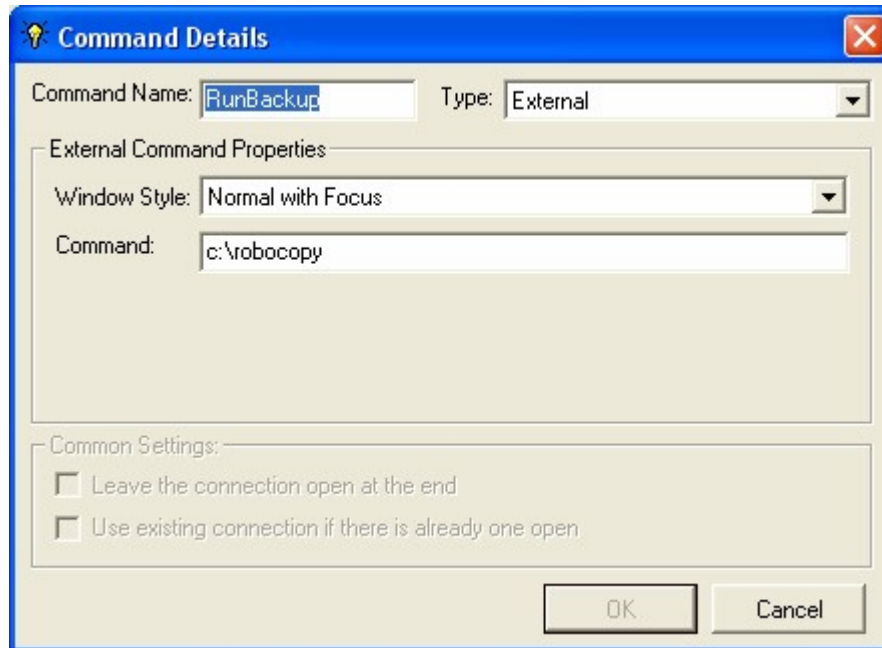 Command Details
Command Name: RunBackup Type: External
External Command Properties
Window Style: Normal with Focus
Command: c:\robocopy
Common Settings:
Leave the connection open at the end
Use existing connection if there is already one open
OK Cancel